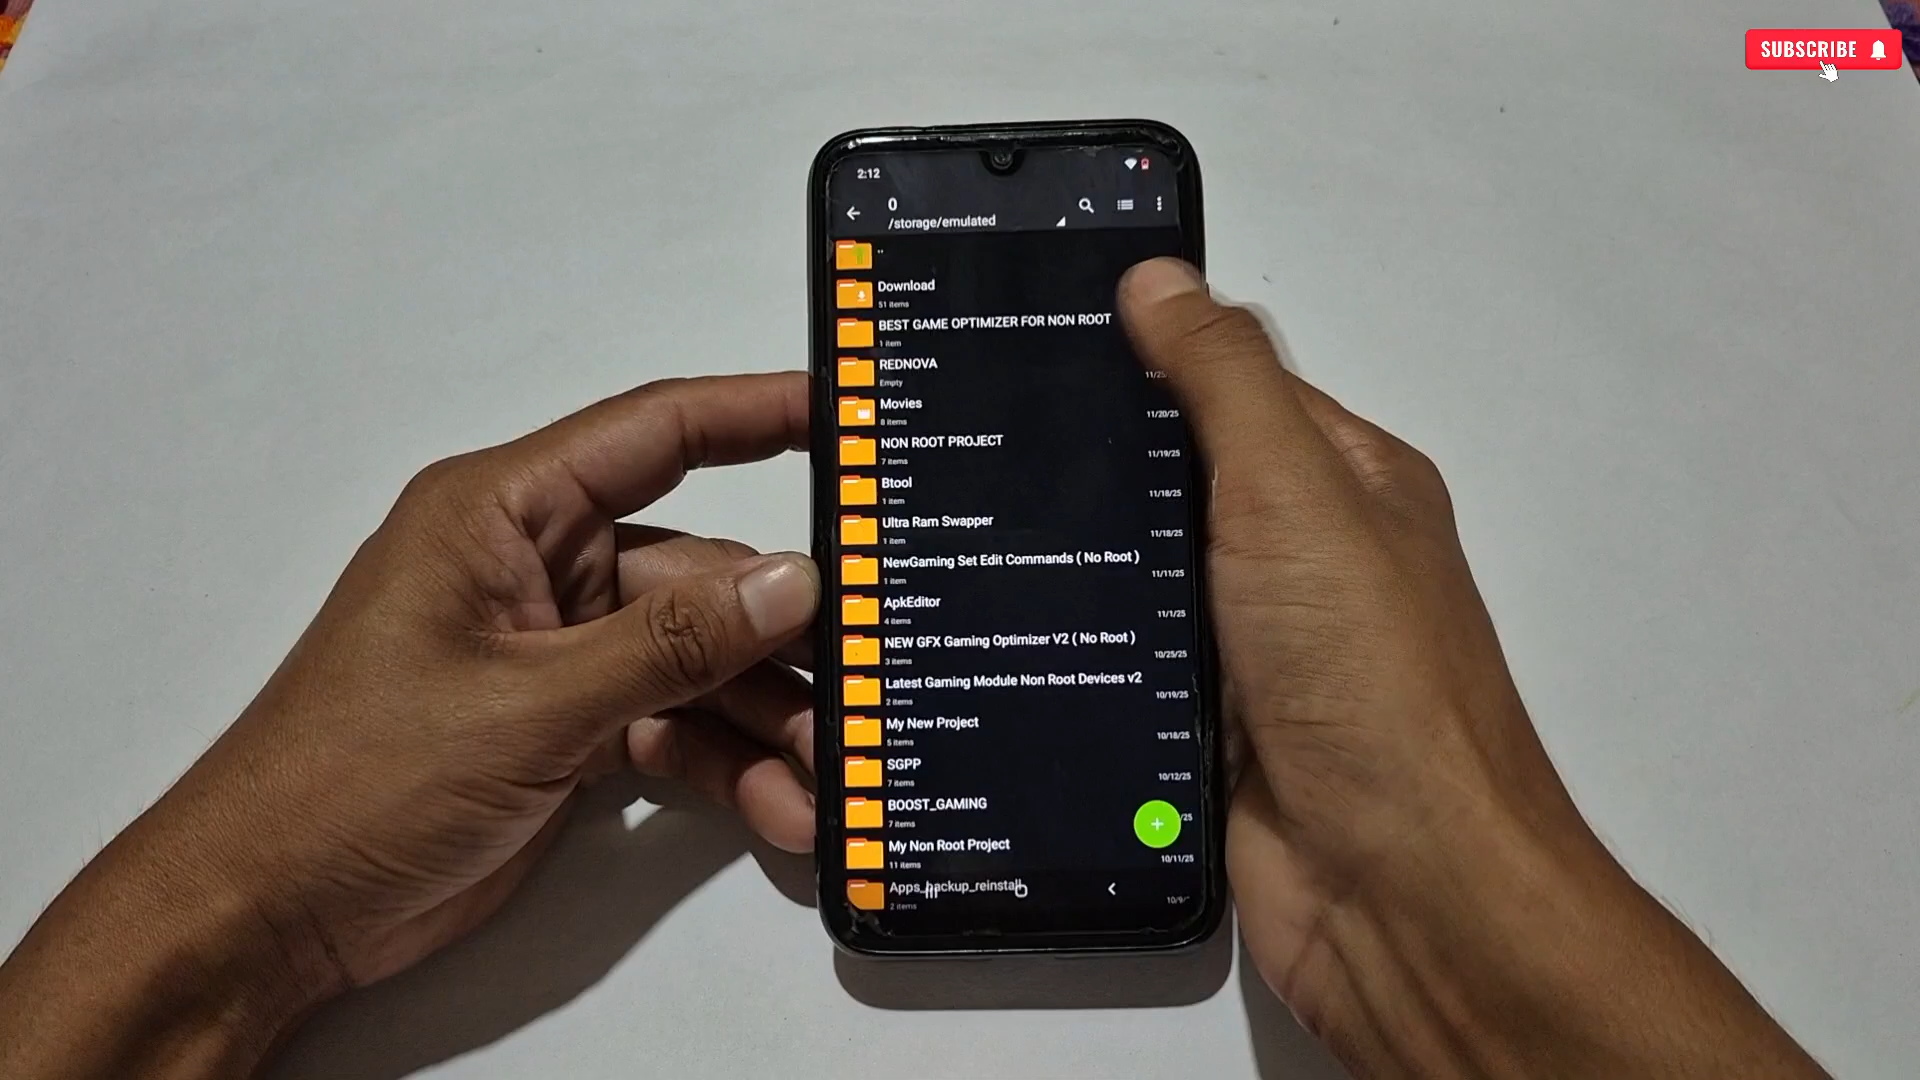 SUBSCRIBE
2:12
0
/storage/emulated
..
Download
51 items
BEST GAME OPTIMIZER FOR NON ROOT
1 item
REDNOVA
Empty
Movies
8 items
11/20/25
NON ROOT PROJECT
7 items
11/19/25
Btool
1 item
11/18/25
Ultra Ram Swapper
1 item
11/18/25
NewGaming Set Edit Commands ( No Root )
1 item
11/11/25
ApkEditor
4 items
11/1/25
NEW GFX Gaming Optimizer V2 ( No Root )
3 items
10/25/25
Latest Gaming Module Non Root Devices v2
2 items
10/19/25
My New Project
5 items
10/18/25
SGPP
7 items
10/12/25
BOOST_GAMING
7 items
/25
My Non Root Project
11 items
10/11/25
Apps_backup_reinstall
2 items